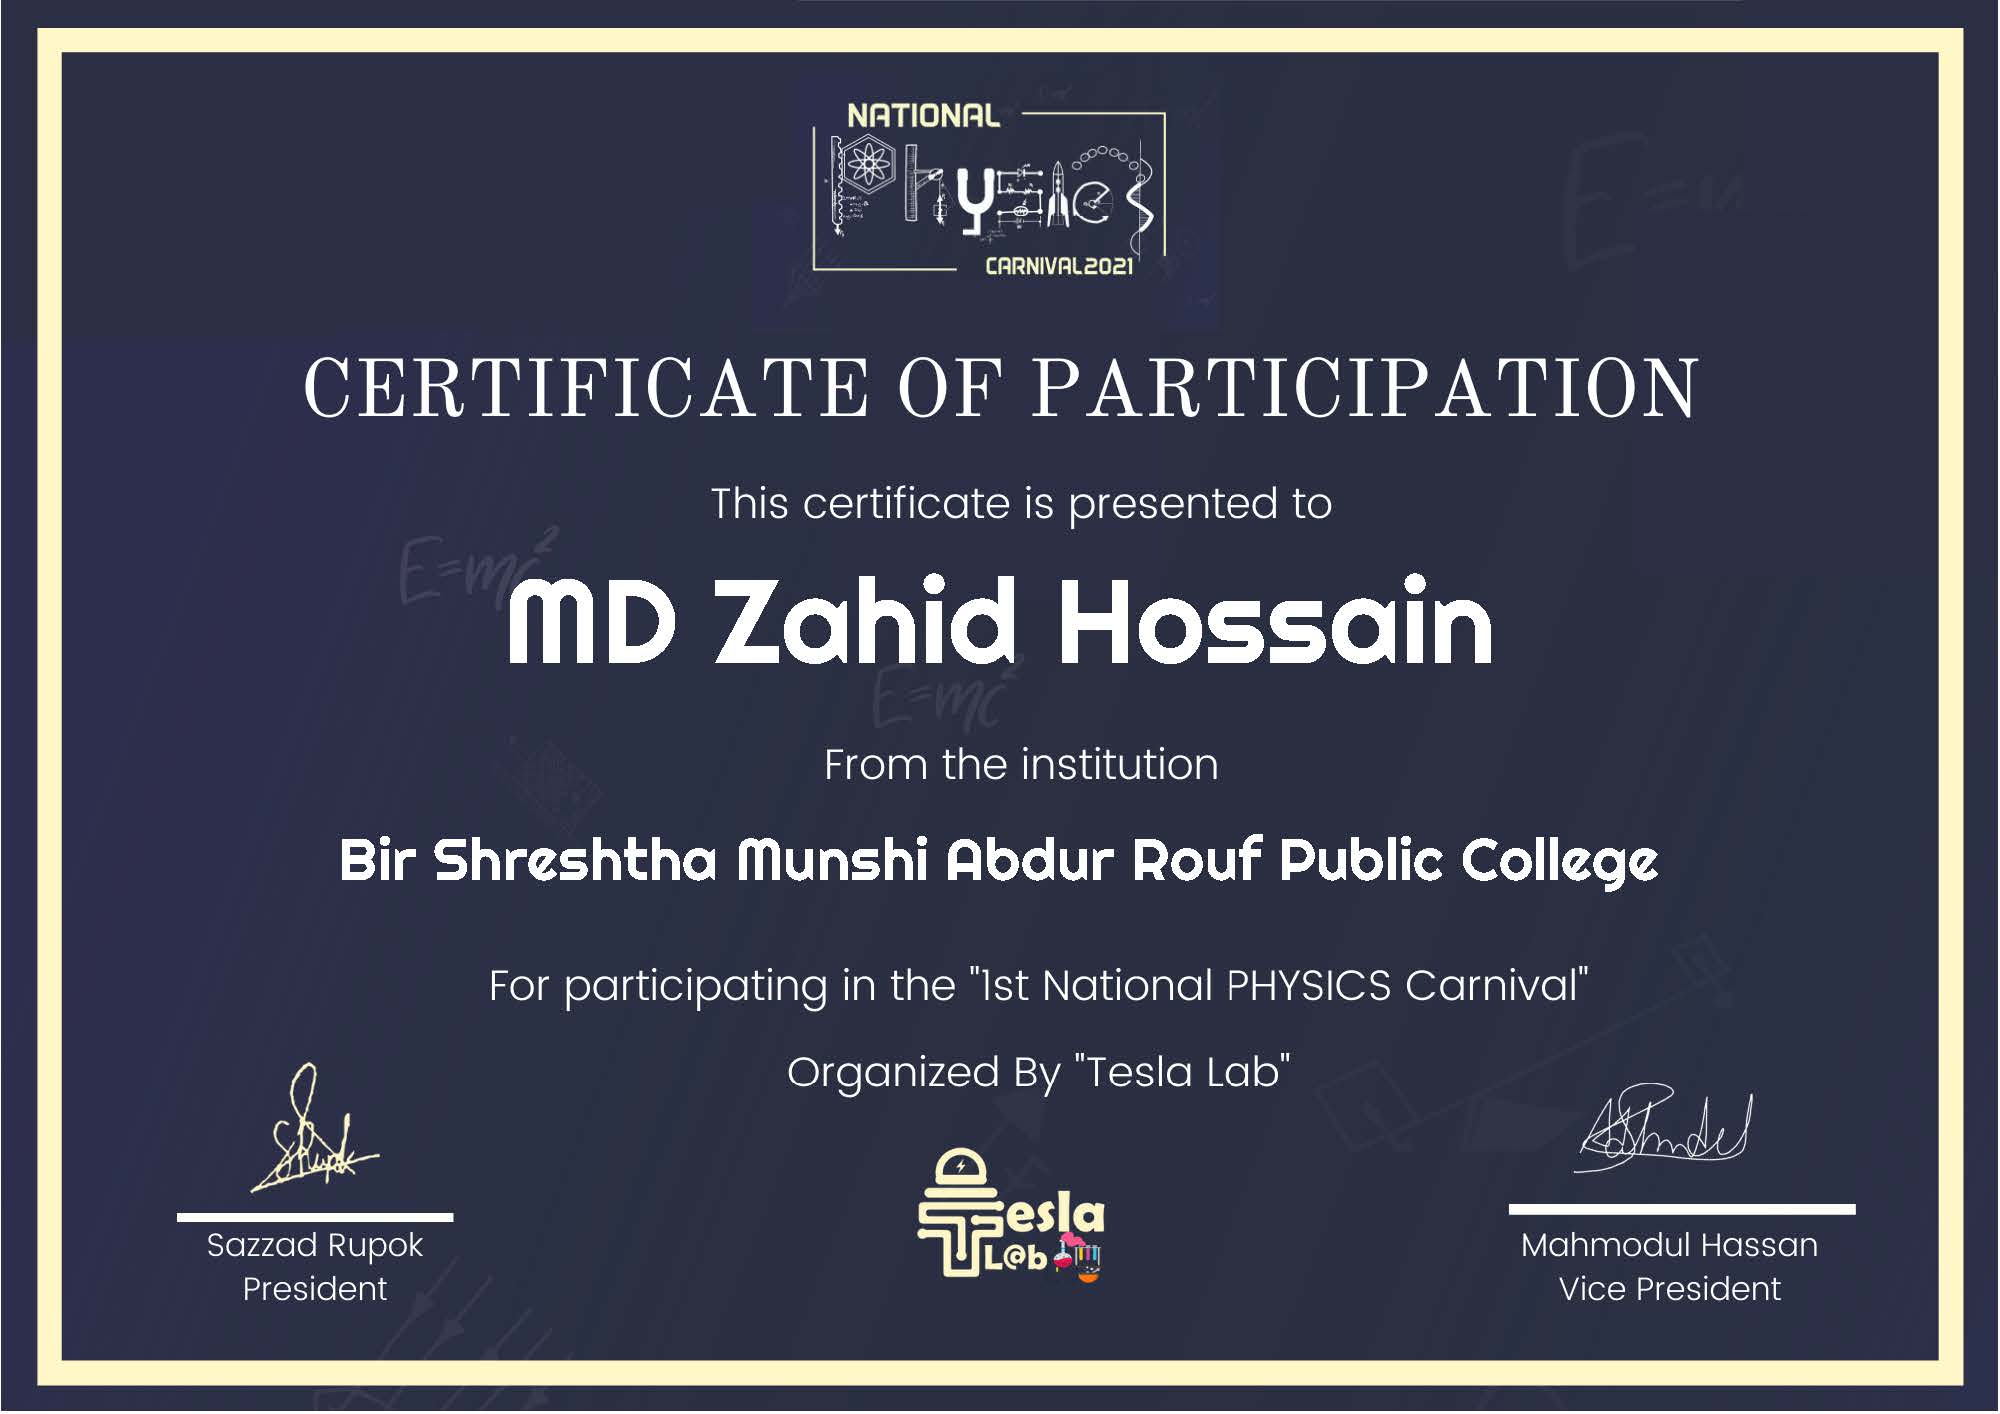 NATIONAL
Physics
CARNIVAL2021
CERTIFICATE OF PARTICIPATION
This certificate is presented to
E=mc²
MD Zahid Hossain
E=mc²
From the institution
Bir Shreshtha Munshi Abdur Rouf Public College
For participating in the "1st National PHYSICS Carnival"
Organized By "Tesla Lab"
Tesla
L@b
Sazzad Rupok
President
Mahmodul Hassan
Vice President